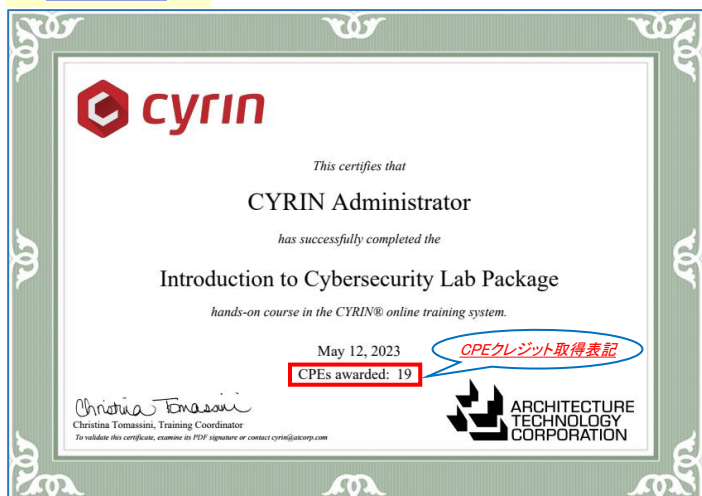 cyrin
This certifies that
CYRIN Administrator
has successfully completed the
Introduction to Cybersecurity Lab Package
hands-on course in the CYRIN® online training system.
May 12, 2023
CPEクレジット取得表記
CPEs awarded: 19
Christina Tomassini
Christina Tomassini, Training Coordinator
To validate this certificate, examine its PDF signature or contact cyrin@atcorp.com
ARCHITECTURE
TECHNOLOGY
CORPORATION